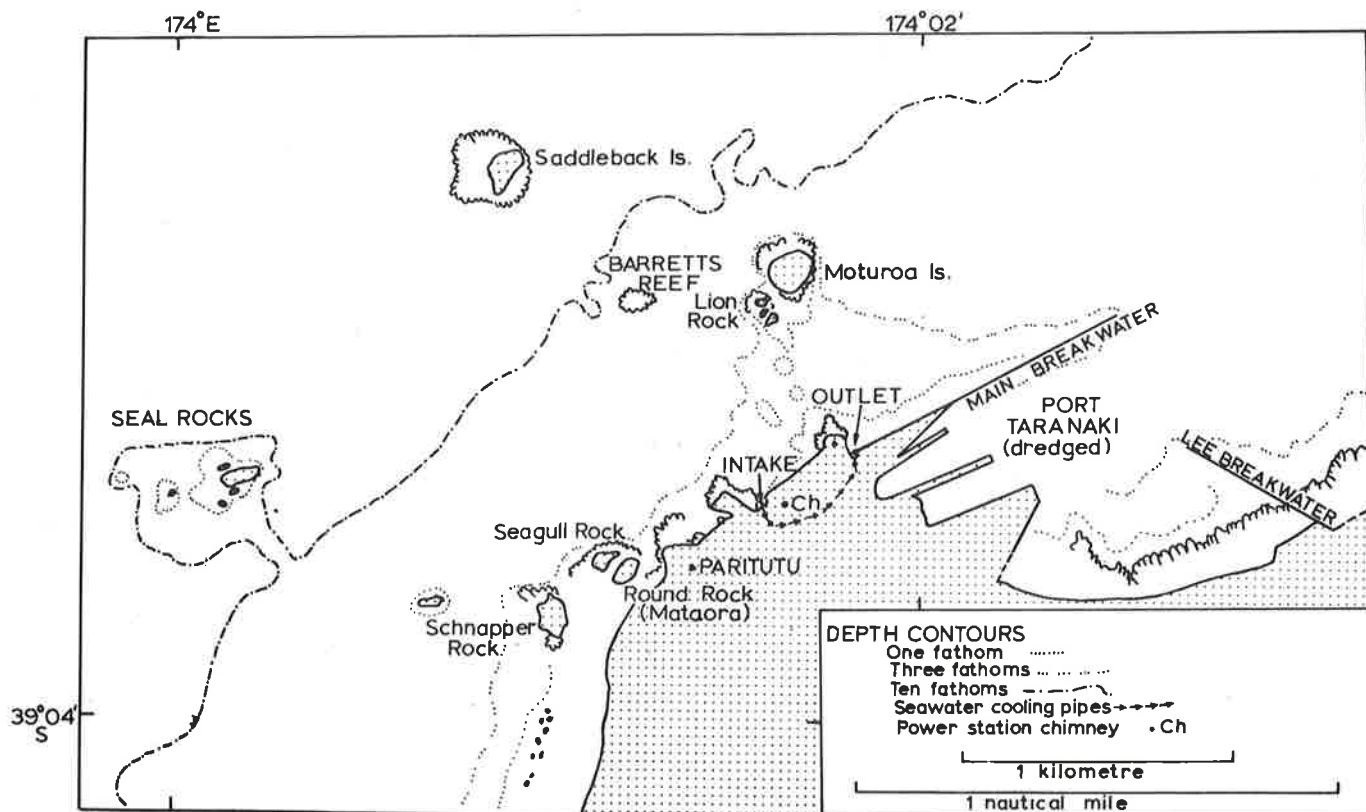 174°E
174°02'
Saddleback Is.
BARRETTS
REEF
Moturoa Is.
Lion
Rock
MAIN BREAKWATER
OUTLET
PORT
TARANAKI
(dredged)
SEAL ROCKS
LEE BREAKWATER
INTAKE
Ch
Seagull Rock
PARITUTU
Round Rock
(Mataora)
Schnapper
Rock
39°04'
S
DEPTH CONTOURS
One fathom
Three fathoms
Ten fathoms
Seawater cooling pipes
Power station chimney
Ch
1 kilometre
1 nautical mile